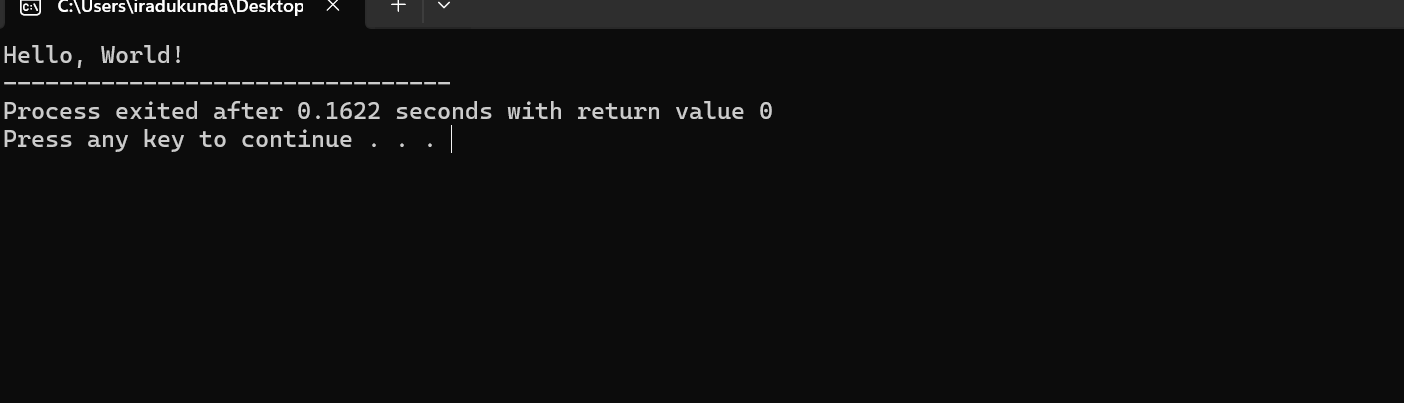 C:\Users\iradukunda\Desktop
Hello, World!
--------------------------------
Process exited after 0.1622 seconds with return value 0
Press any key to continue . . .